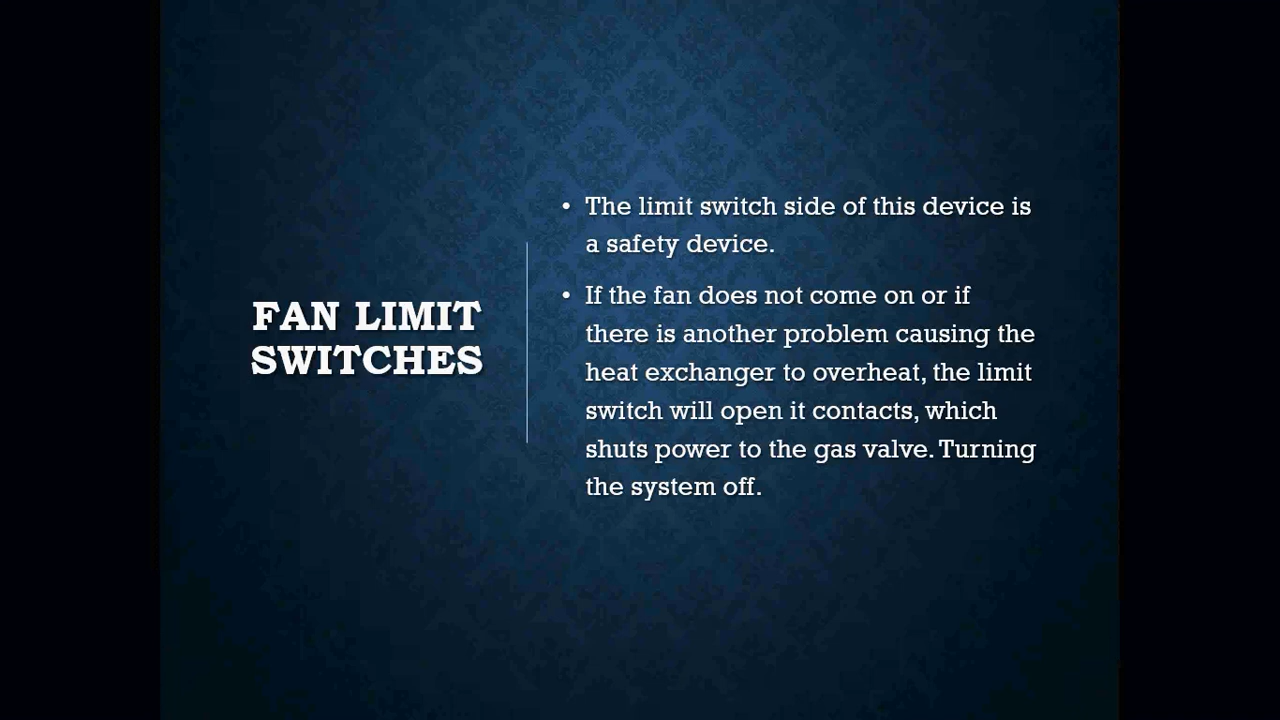 FAN LIMIT
SWITCHES
• The limit switch side of this device is
a safety device.
• If the fan does not come on or if
there is another problem causing the
heat exchanger to overheat, the limit
switch will open it contacts, which
shuts power to the gas valve. Turning
the system off.